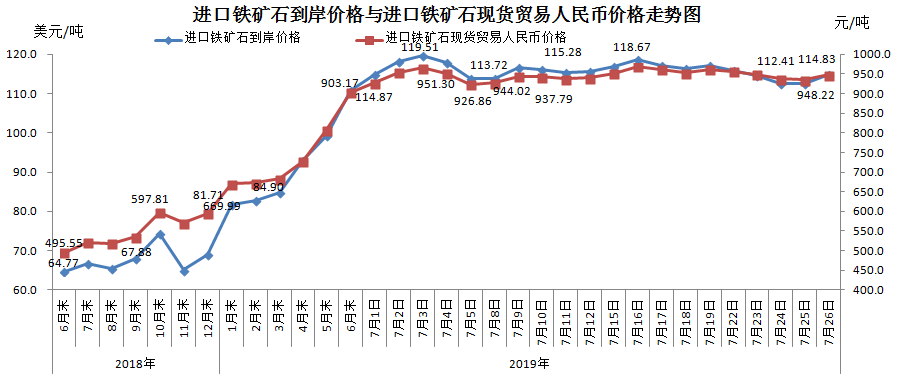 进口铁矿石到岸价格与进口铁矿石现货贸易人民币价格走势图
美元/吨
元/吨
进口铁矿石到岸价格
进口铁矿石现货贸易人民币价格
120.0
110.0
100.0
90.0
80.0
70.0
60.0
1000.0
950.0
900.0
850.0
800.0
750.0
700.0
650.0
600.0
550.0
500.0
450.0
400.0
495.55
64.77
67.88
597.81
81.71
669.99
84.90
903.17
114.87
119.51
951.30
113.72
926.86
944.02
115.28
937.79
118.67
112.41
114.83
948.22
6月末
7月末
8月末
9月末
10月末
11月末
12月末
1月末
2月末
3月末
4月末
5月末
6月末
7月1日
7月2日
7月3日
7月4日
7月5日
7月8日
7月9日
7月10日
7月11日
7月12日
7月15日
7月16日
7月17日
7月18日
7月19日
7月22日
7月23日
7月24日
7月25日
7月26日
2018年
2019年